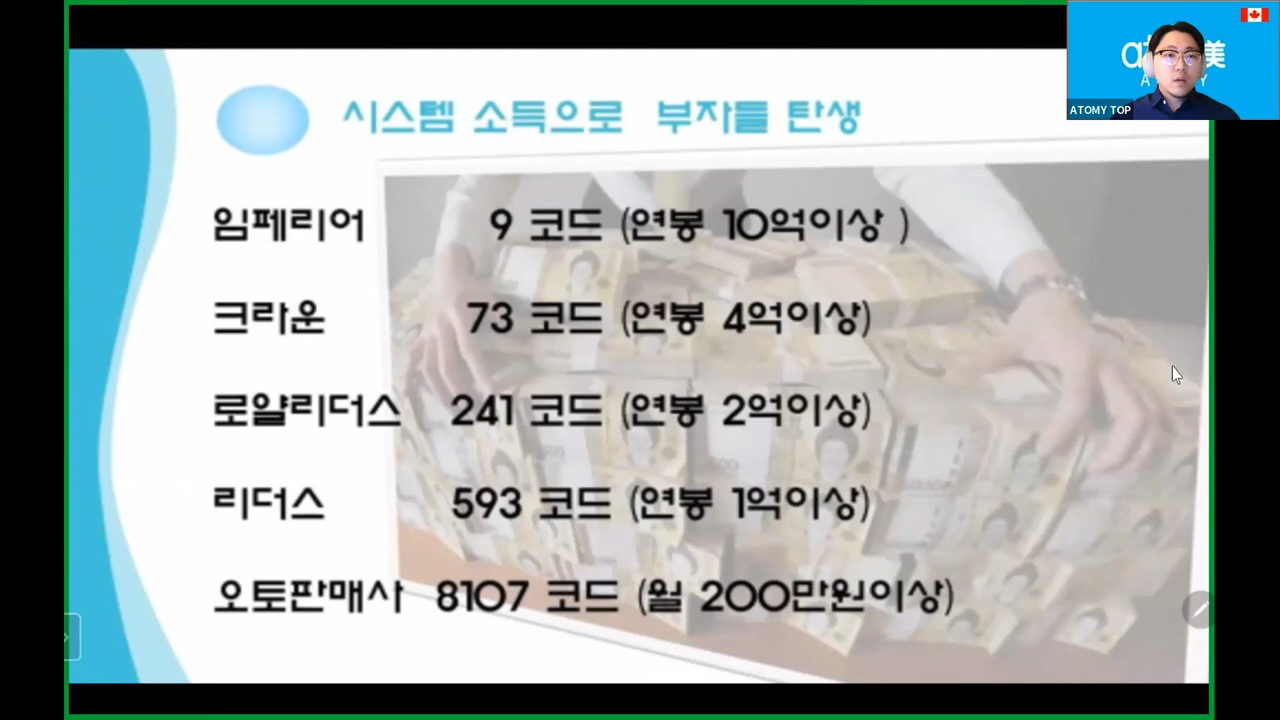 시스템 소득으로 부자들 탄생
임페리어 9 코드 (연봉 10억이상 )
크라운 73 코드 (연봉 4억이상)
로얄리더스 241 코드 (연봉 2억이상)
리더스 593 코드 (연봉 1억이상)
오토판매사 8107 코드 (월 200만원이상)
ATOMY TOP